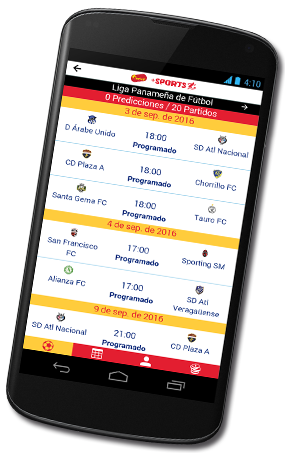 4:10
+SPORTS
Liga Panameña de Fútbol
0 Predicciones / 20 Partidos
3 de sep. de 2016
D Árabe Unido 18:00 Programado SD Atl Nacional
CD Plaza A 18:00 Programado Chorrillo FC
Santa Gema FC 18:00 Programado Tauro FC
4 de sep. de 2016
San Francisco FC 17:00 Programado Sporting SM
Alianza FC 17:00 Programado SD Atl Veragüense
9 de sep. de 2016
SD Atl Nacional 21:00 Programado CD Plaza A